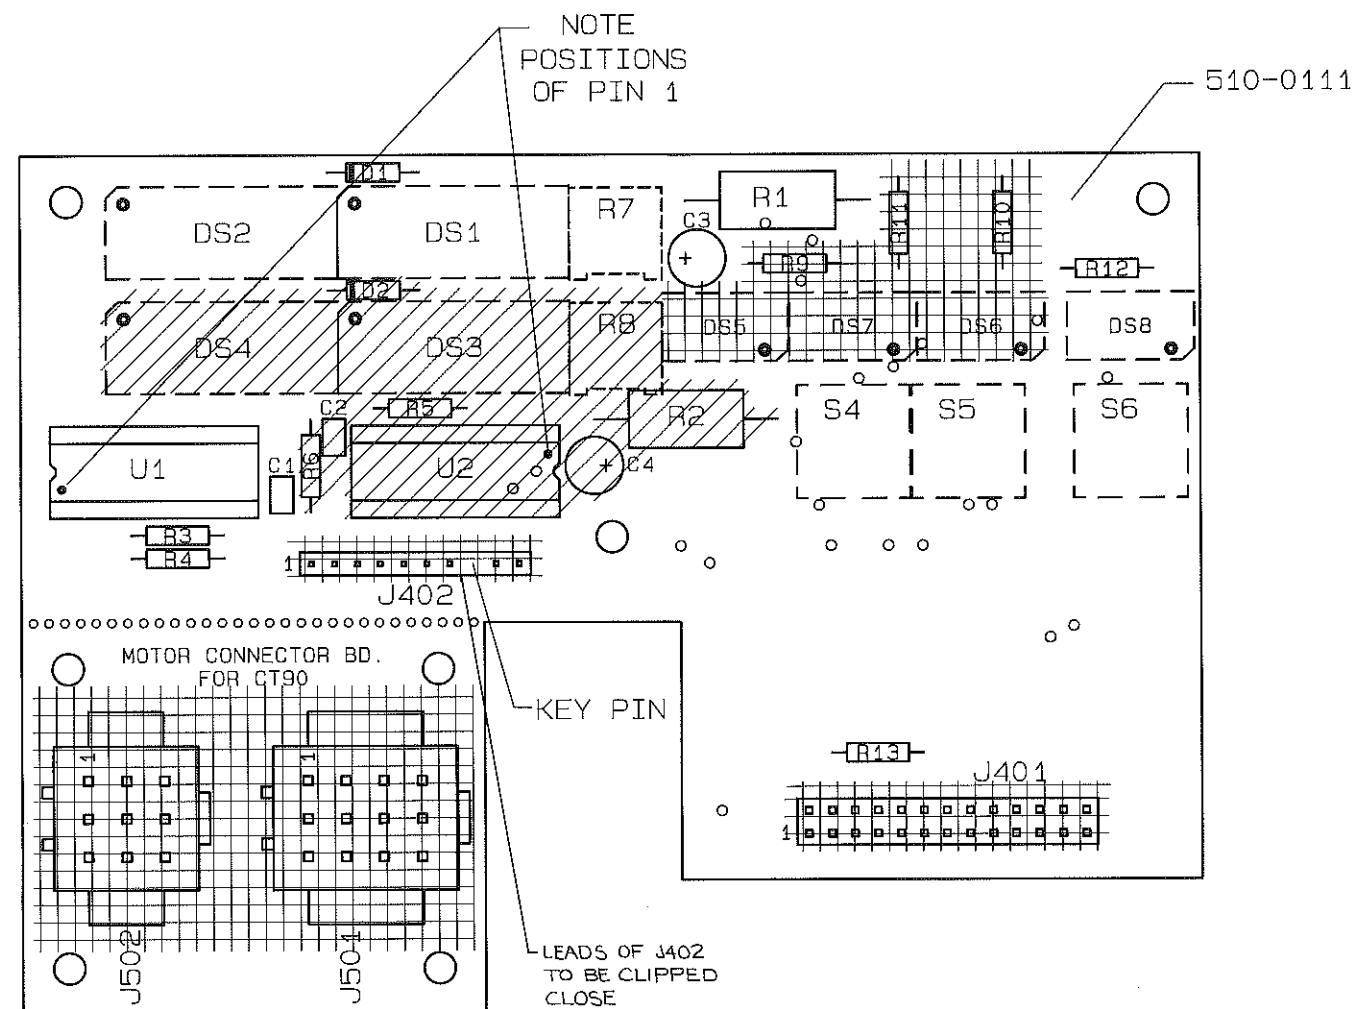 NOTE
POSITIONS
OF PIN 1
510-0111
D1
DS2
DS1
R7
C3
R1
R11
R10
R9
R12
D2
DS4
DS3
R8
DS5
DS7
DS6
DS8
C2
R5
R2
S4
S5
S6
U1
C1
R6
U2
C4
R3
R4
1
J402
MOTOR CONNECTOR BD.
FOR CT90
KEY PIN
1
1
R13
J401
1
J502
J501
LEADS OF J402
TO BE CLIPPED
CLOSE